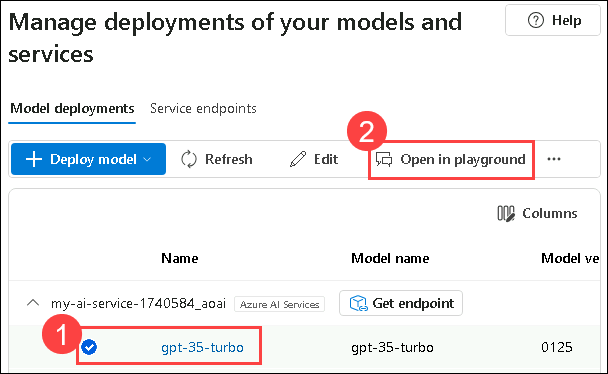 Manage deployments of your models and
services
Help
Model deployments Service endpoints
2
Deploy model Refresh Edit Open in playground ...
Columns
Name Model name Model ve
my-ai-service-1740584_aoai Azure AI Services Get endpoint
1
gpt-35-turbo gpt-35-turbo 0125